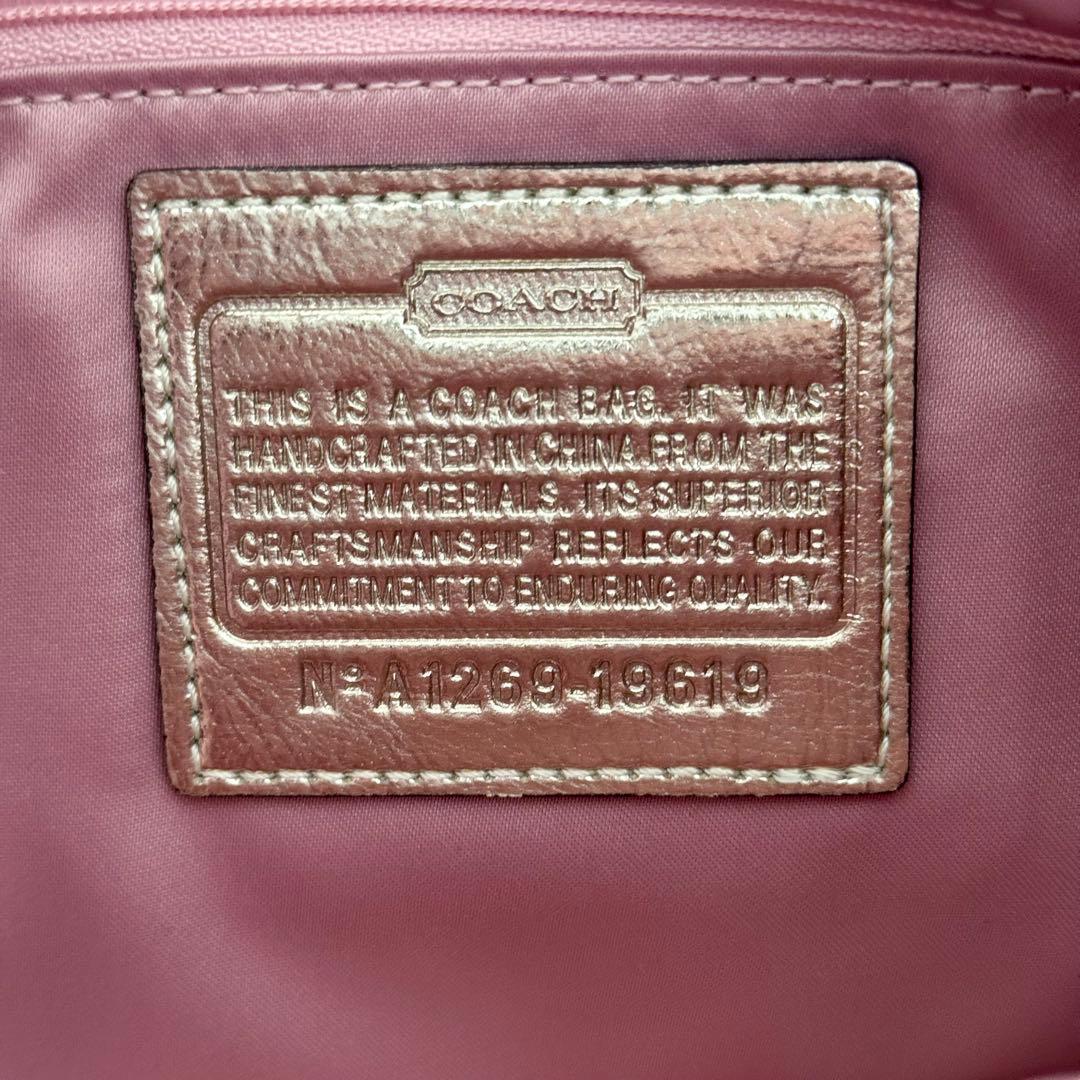 COACH
THIS IS A COACH BAG. IT WAS
HANDCRAFTED IN CHINA FROM THE
FINEST MATERIALS. ITS SUPERIOR
CRAFTSMANSHIP REFLECTS OUR
COMMITMENT TO ENDURING QUALITY.
Nº A1269-19619